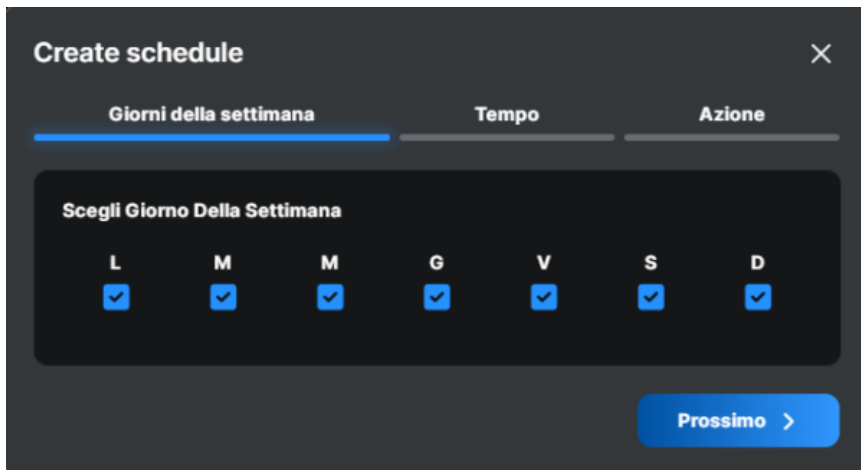 Create schedule
Giorni della settimana Tempo Azione
Scegli Giorno Della Settimana
L M M G V S D
Prossimo